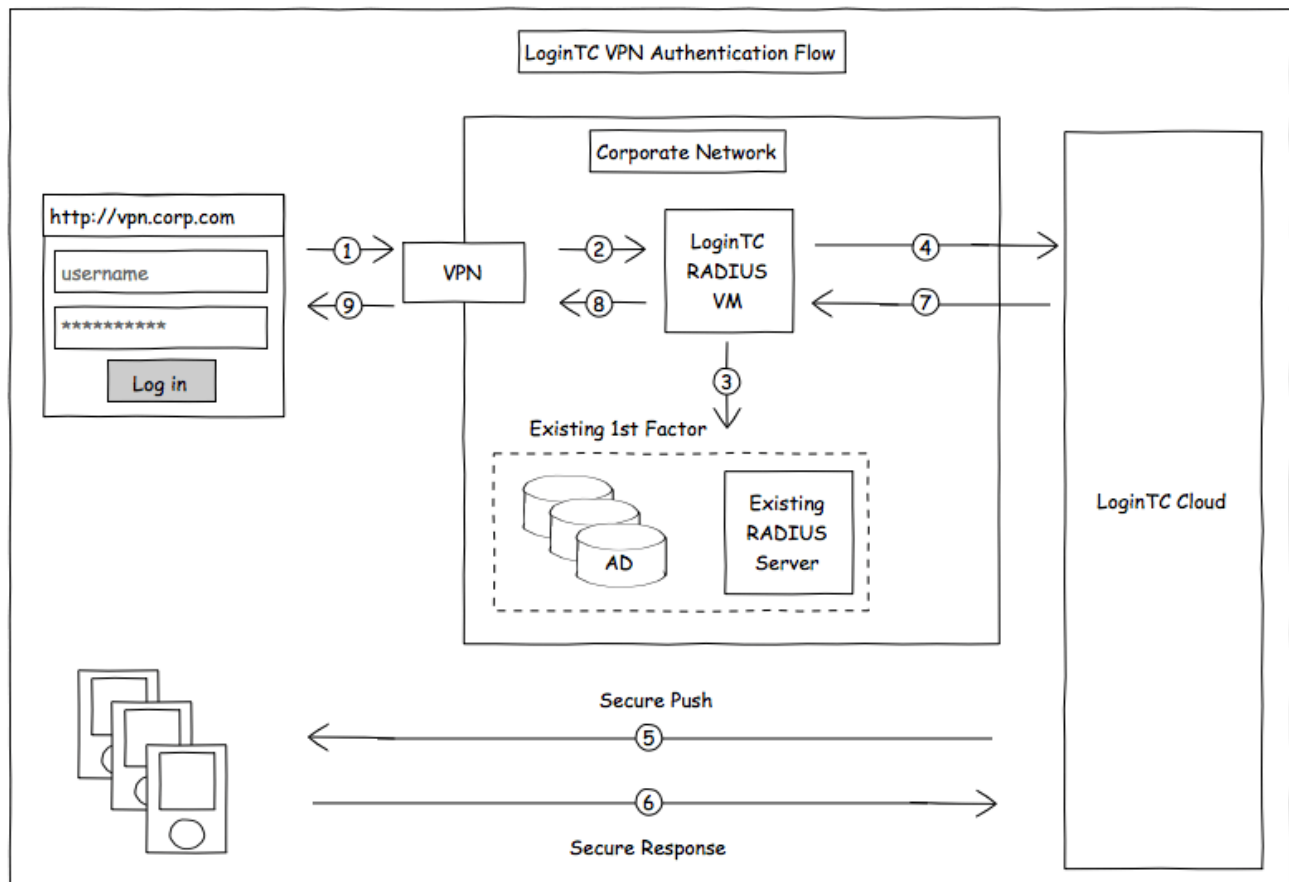 LoginTC VPN Authentication Flow
Corporate Network
http://vpn.corp.com
username
**********
Log in
1
9
VPN
2
8
LoginTC
RADIUS
VM
4
7
3
Existing 1st Factor
AD
Existing
RADIUS
Server
LoginTC Cloud
Secure Push
5
6
Secure Response